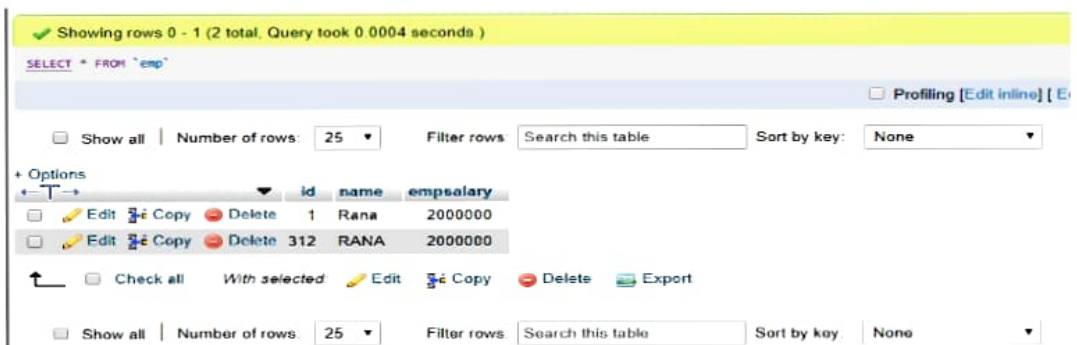 Showing rows 0 - 1 (2 total, Query took 0.0004 seconds.)
SELECT * FROM `emp`
Profiling [Edit inline] [
Show all | Number of rows: 25 Filter rows: Search this table Sort by key: None
+ Options
←T→ id name empsalary
Edit Copy Delete 1 Rana 2000000
Edit Copy Delete 312 RANA 2000000
Check all With selected: Edit Copy Delete Export
Show all | Number of rows: 25 Filter rows: Search this table Sort by key: None